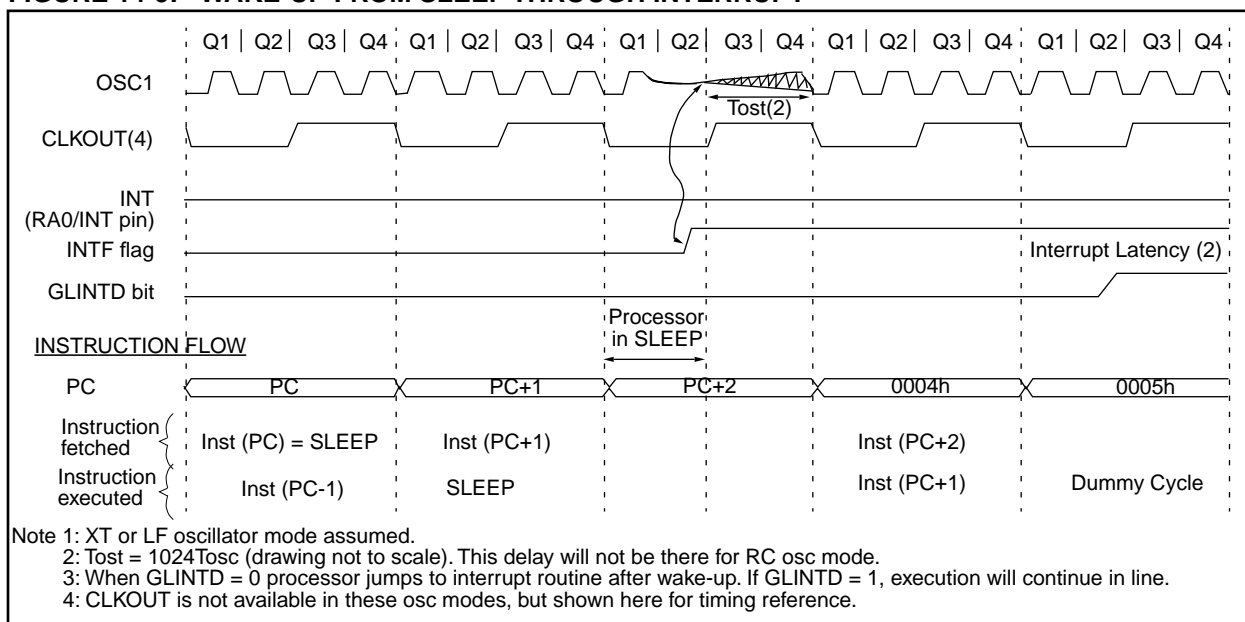 FIGURE 14-9: WAKE-UP FROM SLEEP THROUGH INTERRUPT
Q1 | Q2 | Q3 | Q4 Q1 | Q2 | Q3 | Q4 Q1 | Q2 | Q3 | Q4 Q1 | Q2 | Q3 | Q4 Q1 | Q2 | Q3 | Q4
OSC1
Tost(2)
CLKOUT(4)
INT
(RA0/INT pin)
INTF flag
Interrupt Latency (2)
GLINTD bit
Processor
in SLEEP
INSTRUCTION FLOW
PC PC PC+1 PC+2 0004h 0005h
Instruction
fetched
Inst (PC) = SLEEP Inst (PC+1) Inst (PC+2)
Instruction
executed
Inst (PC-1) SLEEP Inst (PC+1) Dummy Cycle
Note 1: XT or LF oscillator mode assumed.
2: Tost = 1024Tosc (drawing not to scale). This delay will not be there for RC osc mode.
3: When GLINTD = 0 processor jumps to interrupt routine after wake-up. If GLINTD = 1, execution will continue in line.
4: CLKOUT is not available in these osc modes, but shown here for timing reference.